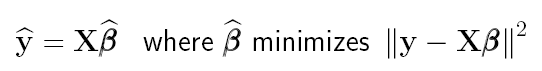 ŷ = Xβ̂ where β̂ minimizes ‖y − Xβ‖²